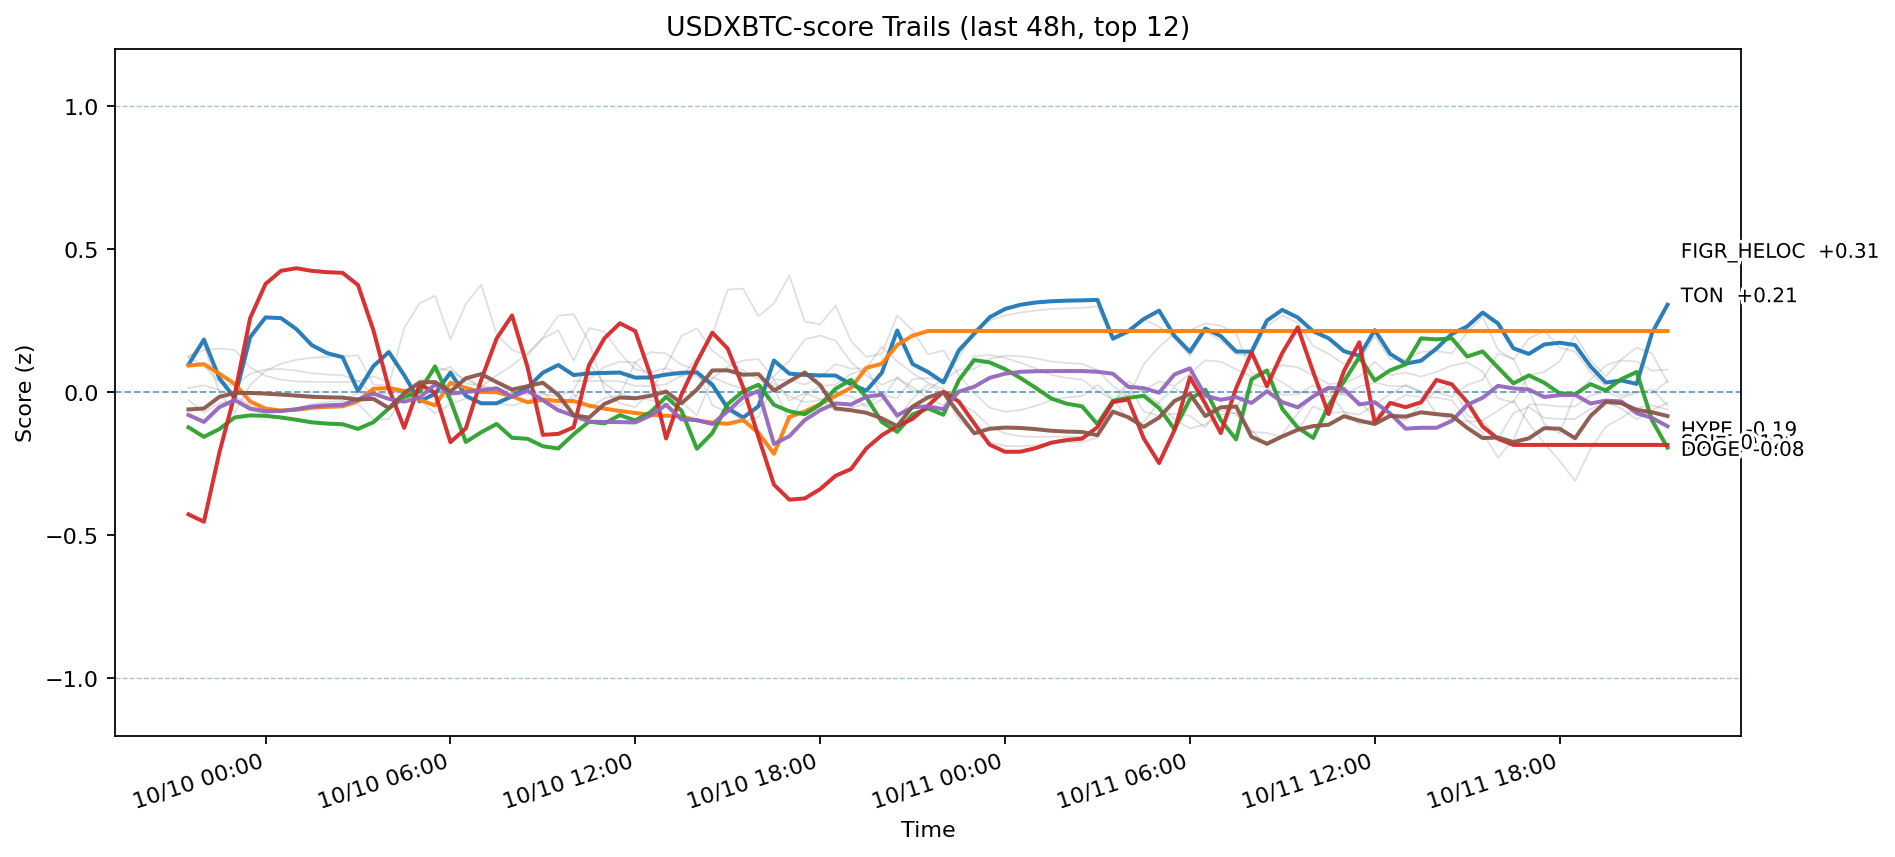 USDXBTC-score Trails (last 48h, top 12)
Score (z)
1.0
0.5
0.0
−0.5
−1.0
FIGR_HELOC +0.31
TON +0.21
HYPE -0.19
DOGE -0.08
10/10 00:00
10/10 06:00
10/10 12:00
10/10 18:00
10/11 00:00
10/11 06:00
10/11 12:00
10/11 18:00
Time